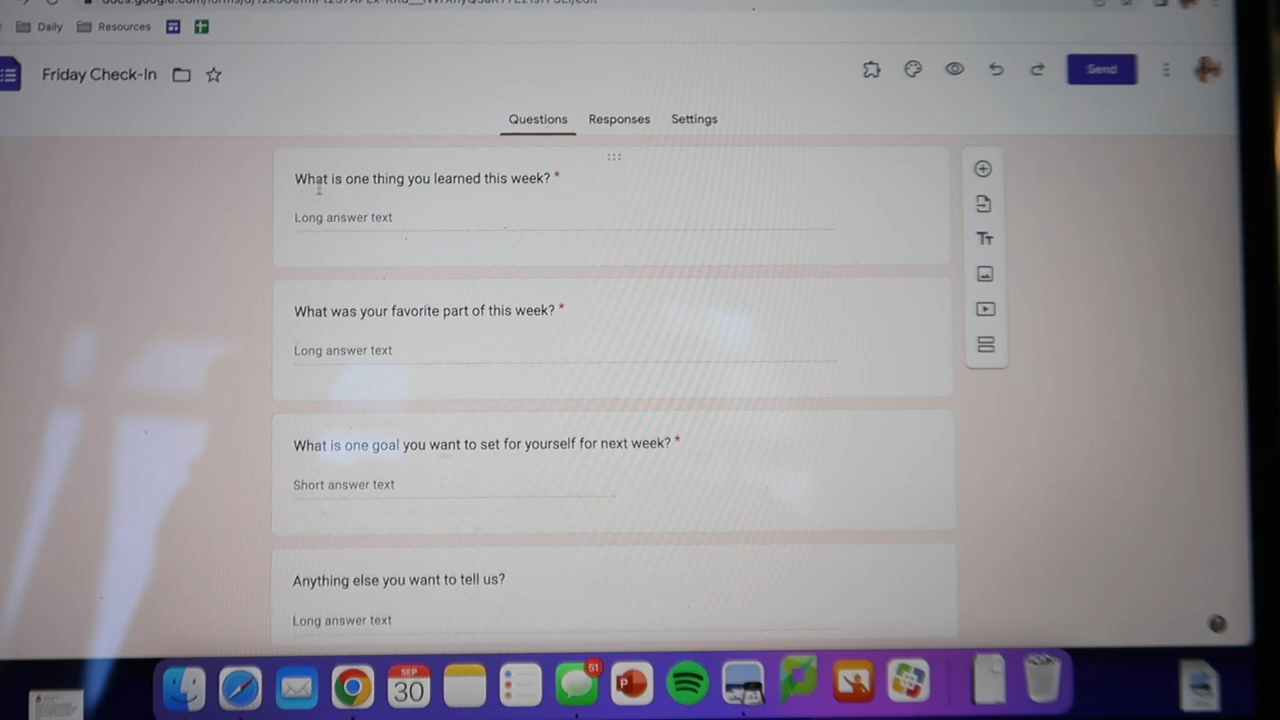 Daily Resources
Friday Check-In
Send
Questions Responses Settings
What is one thing you learned this week? *
Long answer text
Tт
What was your favorite part of this week? *
Long answer text
What is one goal you want to set for yourself for next week? *
Short answer text
Anything else you want to tell us?
Long answer text
SEP
30
51
P